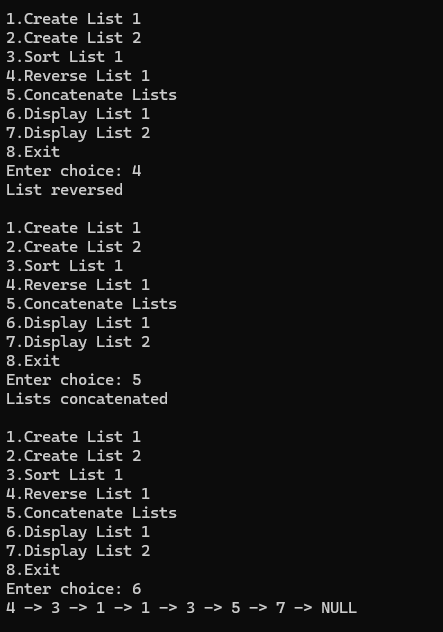 1.Create List 1
2.Create List 2
3.Sort List 1
4.Reverse List 1
5.Concatenate Lists
6.Display List 1
7.Display List 2
8.Exit
Enter choice: 4
List reversed

1.Create List 1
2.Create List 2
3.Sort List 1
4.Reverse List 1
5.Concatenate Lists
6.Display List 1
7.Display List 2
8.Exit
Enter choice: 5
Lists concatenated

1.Create List 1
2.Create List 2
3.Sort List 1
4.Reverse List 1
5.Concatenate Lists
6.Display List 1
7.Display List 2
8.Exit
Enter choice: 6
4 -> 3 -> 1 -> 1 -> 3 -> 5 -> 7 -> NULL